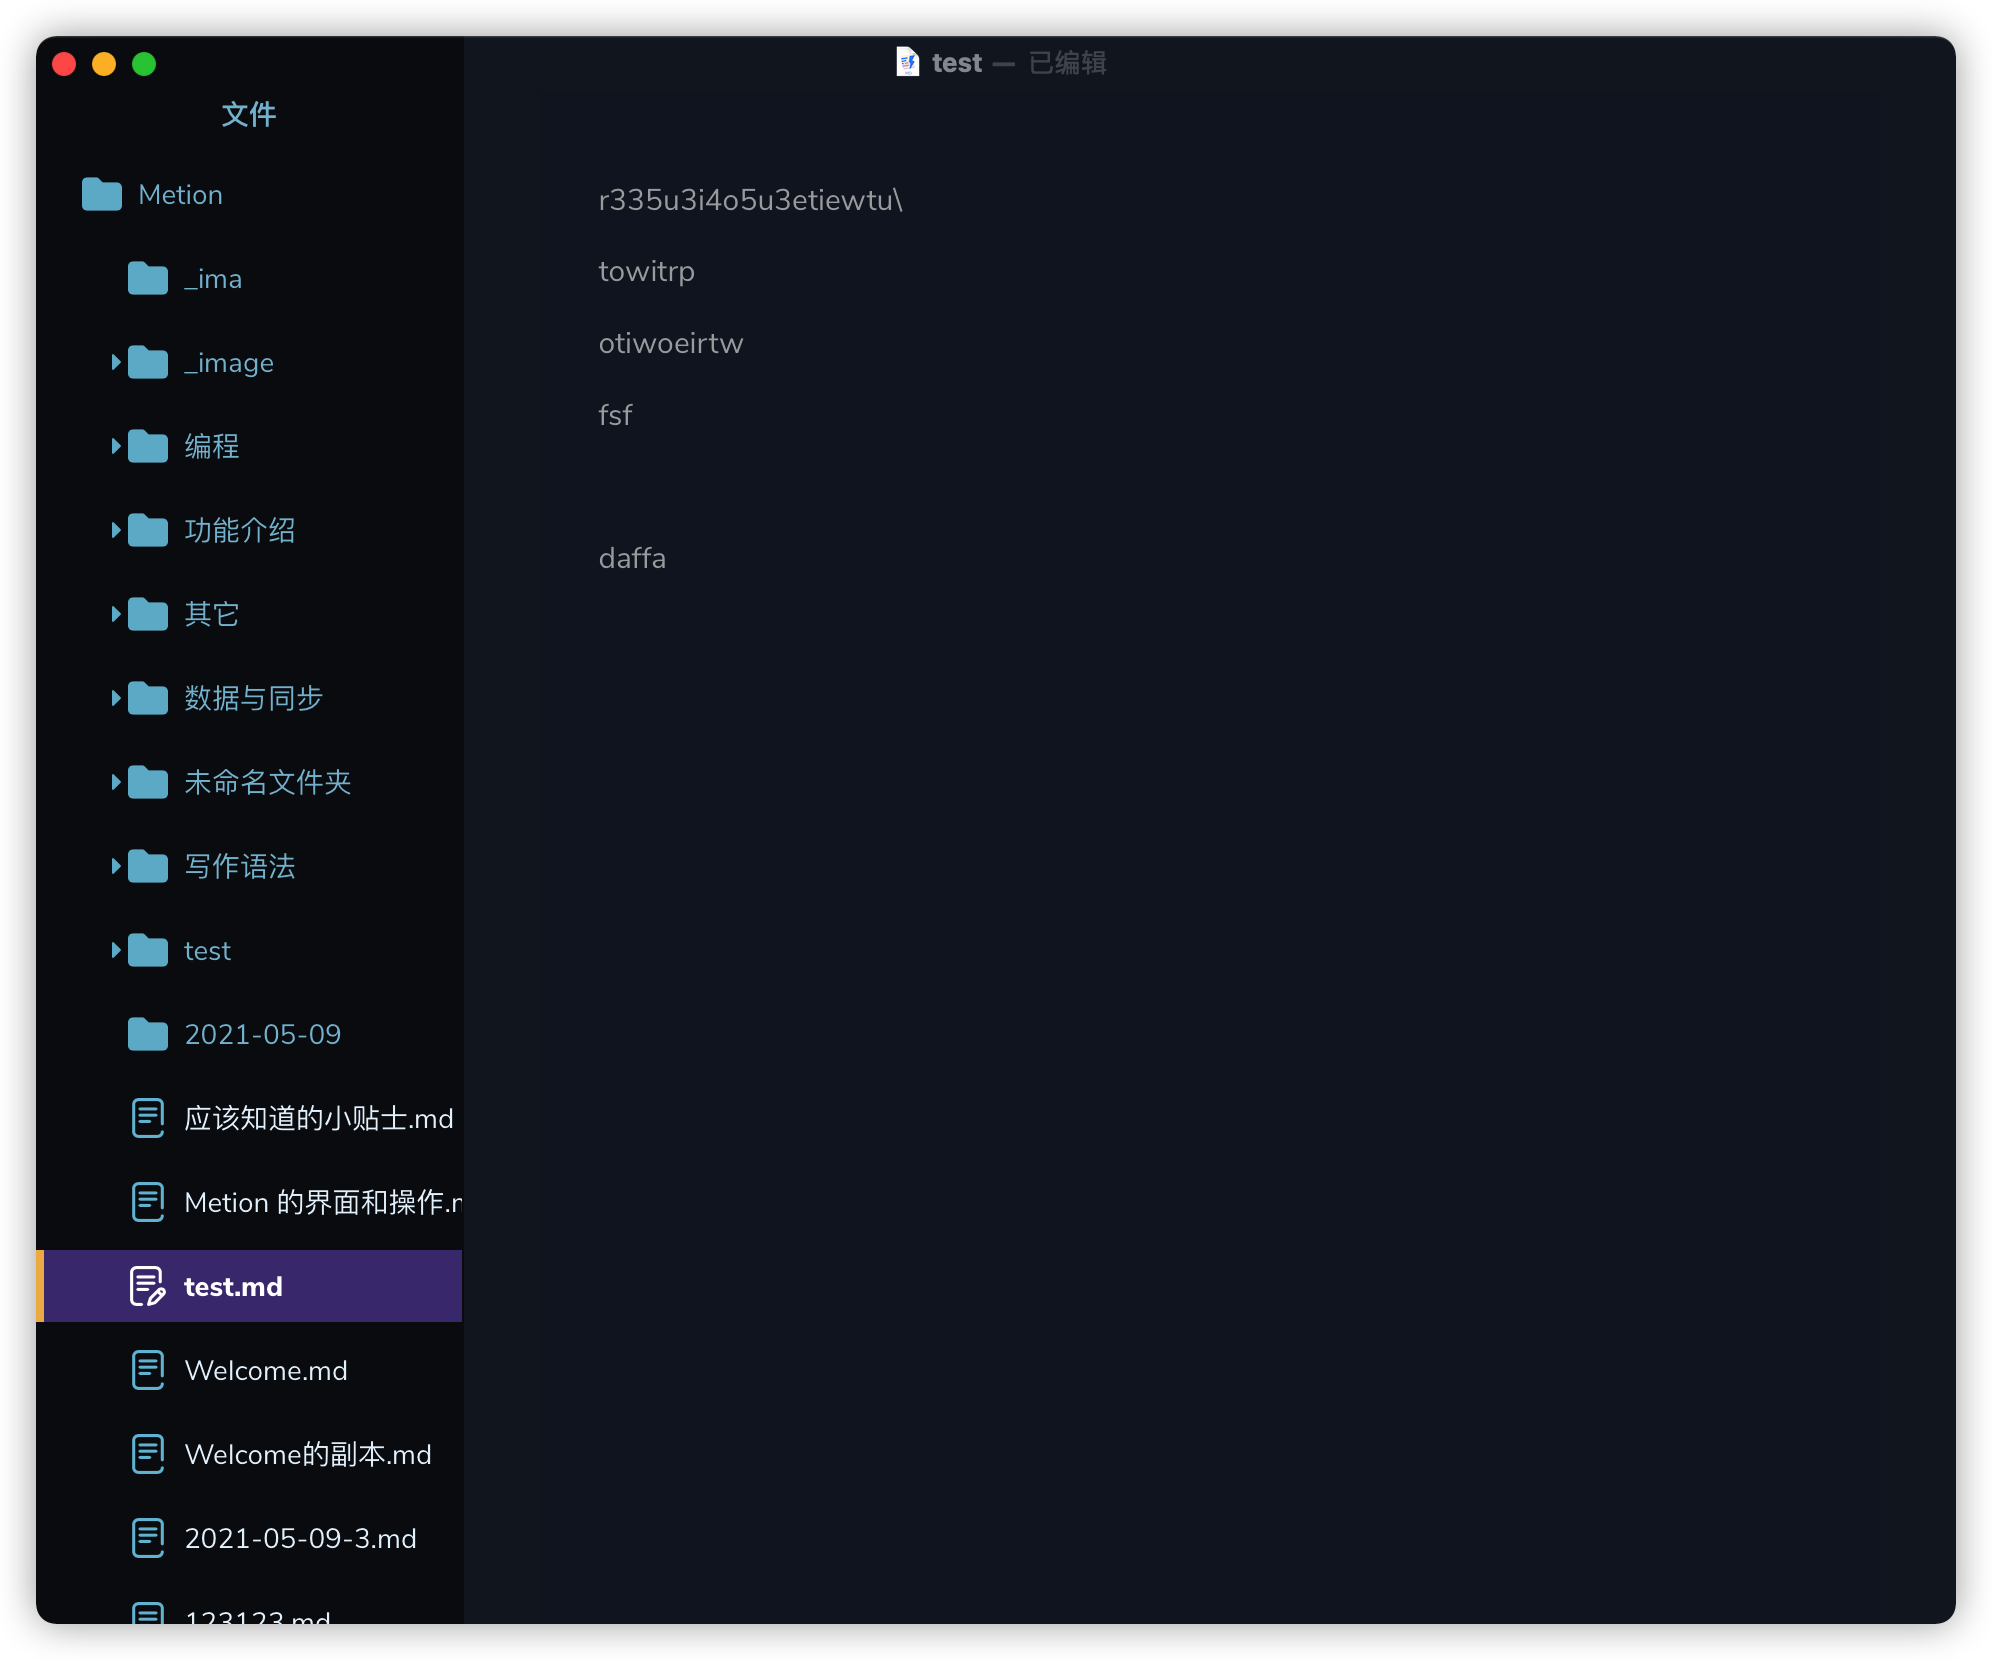 test — 已编辑
文件
Metion
_ima
_image
编程
功能介绍
其它
数据与同步
未命名文件夹
写作语法
test
2021-05-09
应该知道的小贴士.md
Metion 的界面和操作.m
test.md
Welcome.md
Welcome的副本.md
2021-05-09-3.md
123123.md
r335u3i4o5u3etiewtu\
towitrp
otiwoeirtw
fsf
daffa